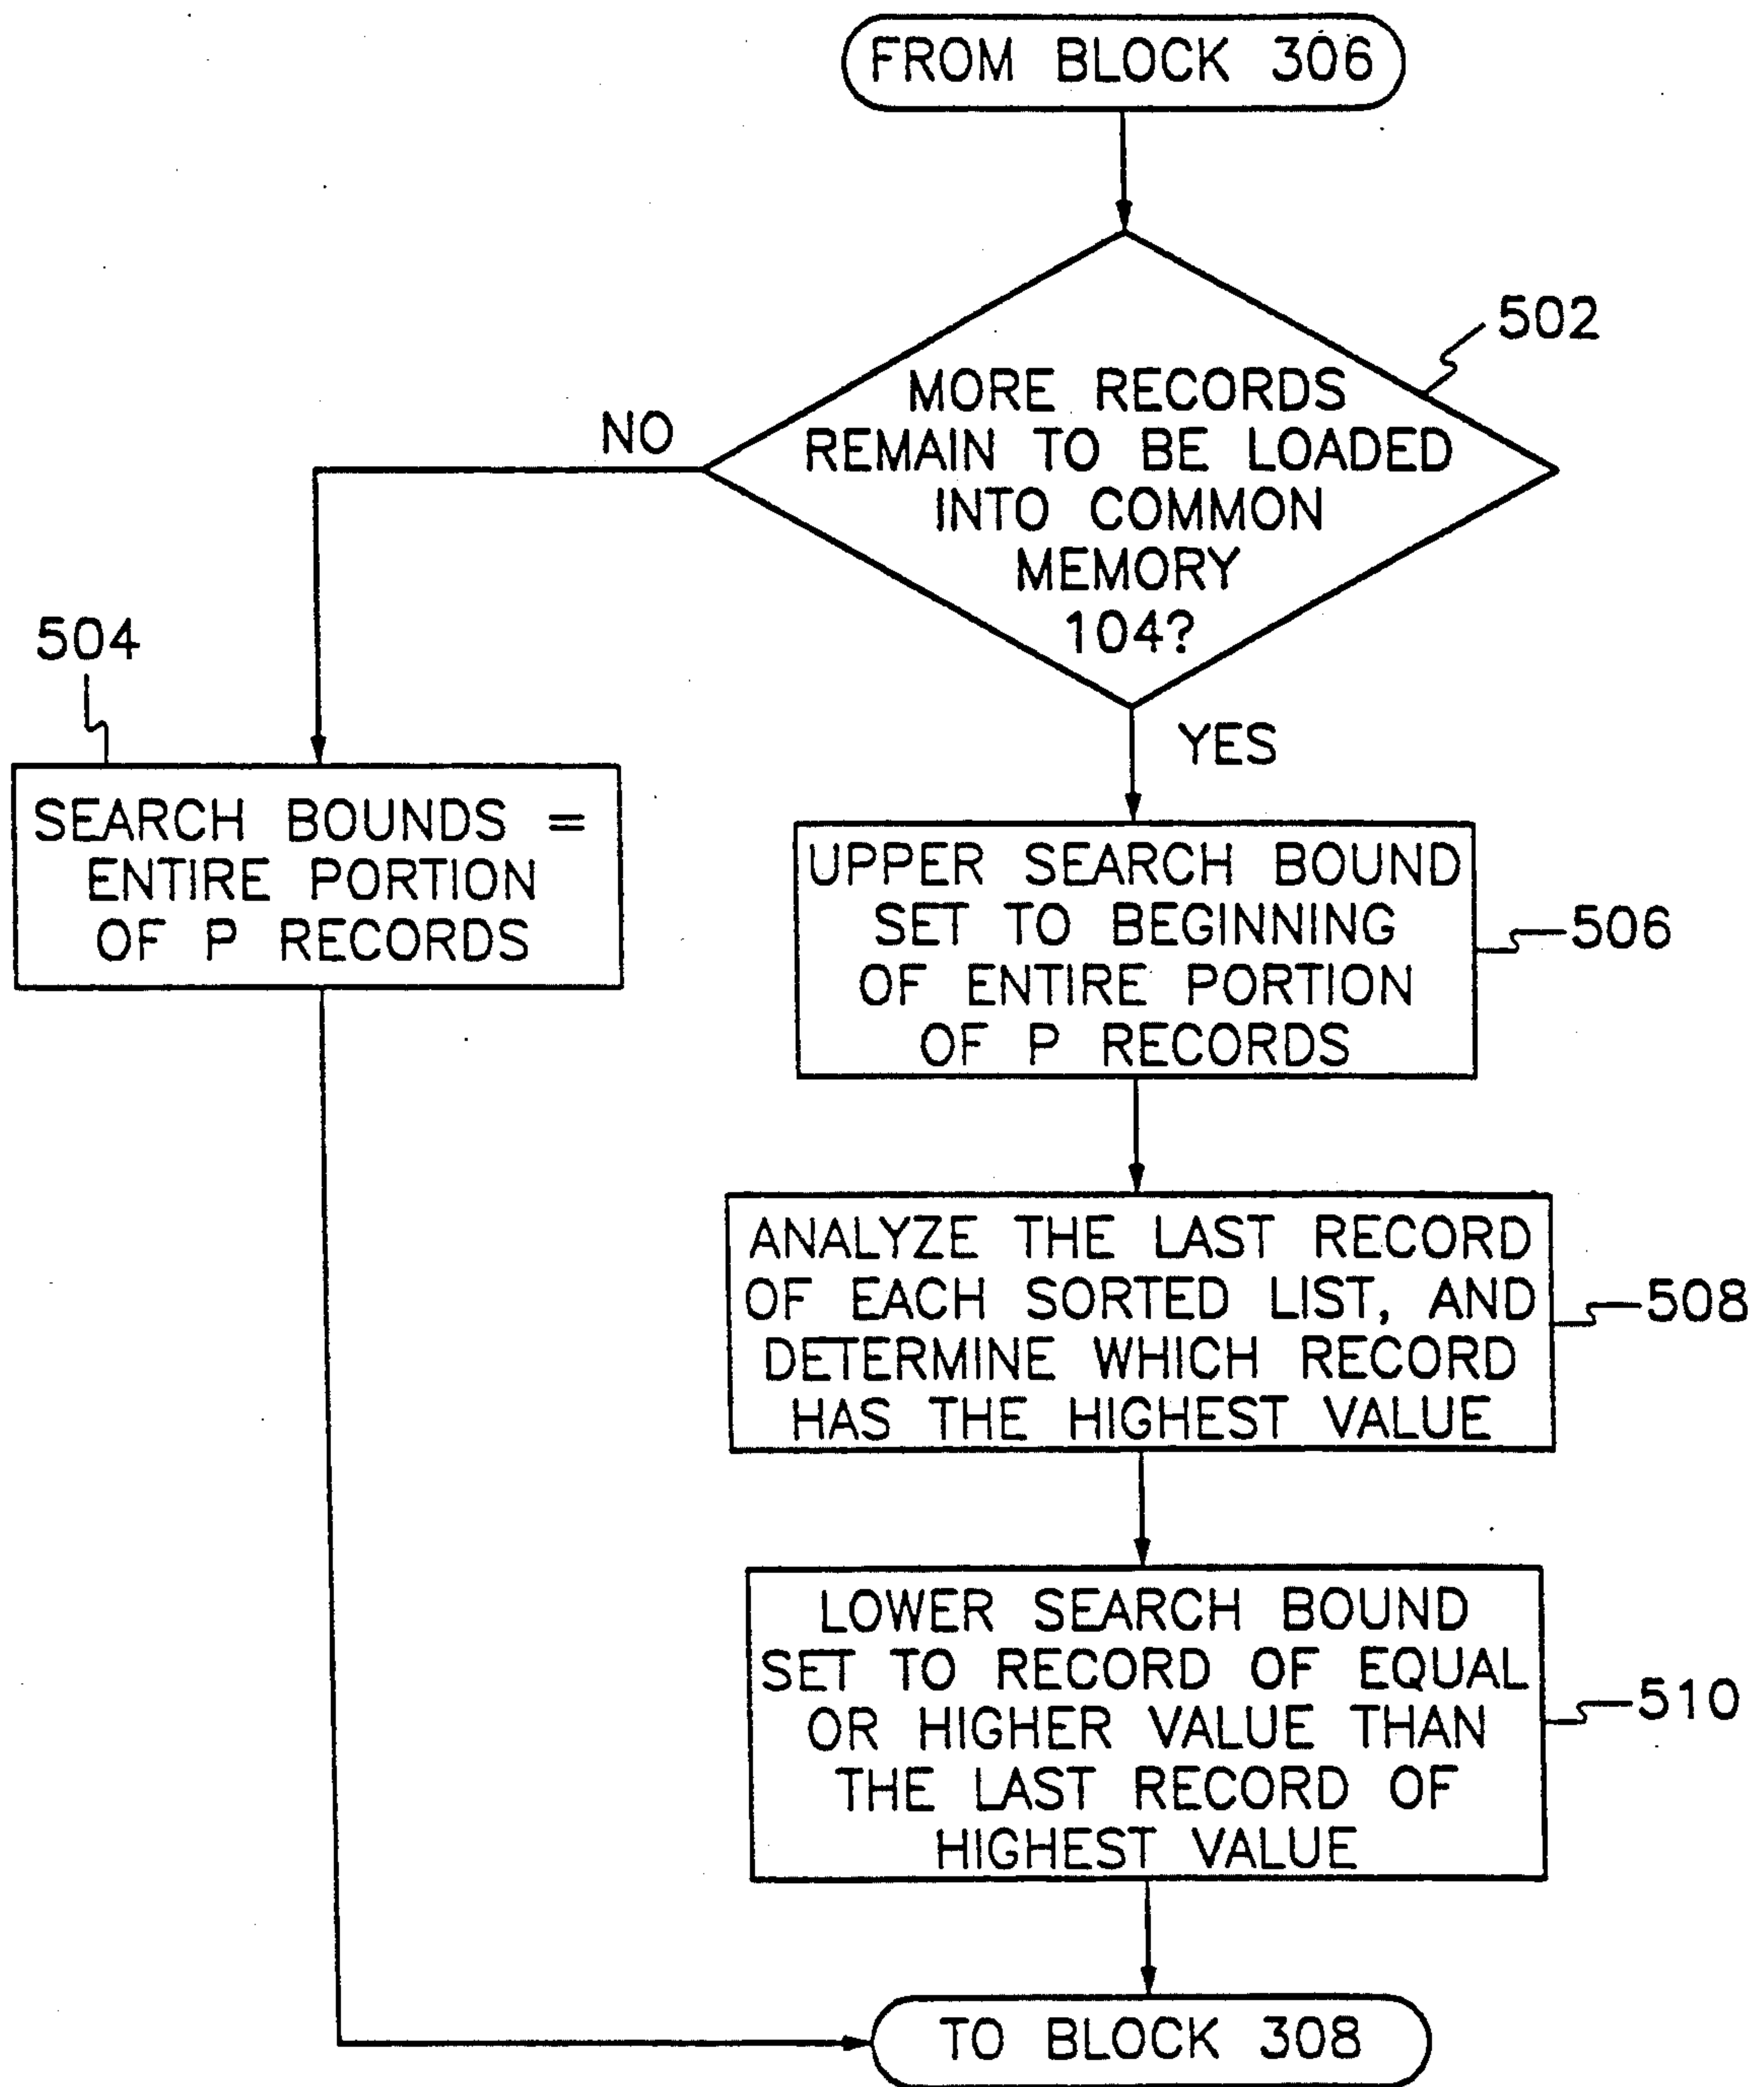 FROM BLOCK 306
502
MORE RECORDS
REMAIN TO BE LOADED
INTO COMMON
MEMORY
104?
NO
YES
504
SEARCH BOUNDS =
ENTIRE PORTION
OF P RECORDS
UPPER SEARCH BOUND
SET TO BEGINNING
OF ENTIRE PORTION
OF P RECORDS
506
ANALYZE THE LAST RECORD
OF EACH SORTED LIST, AND
DETERMINE WHICH RECORD
HAS THE HIGHEST VALUE
508
LOWER SEARCH BOUND
SET TO RECORD OF EQUAL
OR HIGHER VALUE THAN
THE LAST RECORD OF
HIGHEST VALUE
510
TO BLOCK 308